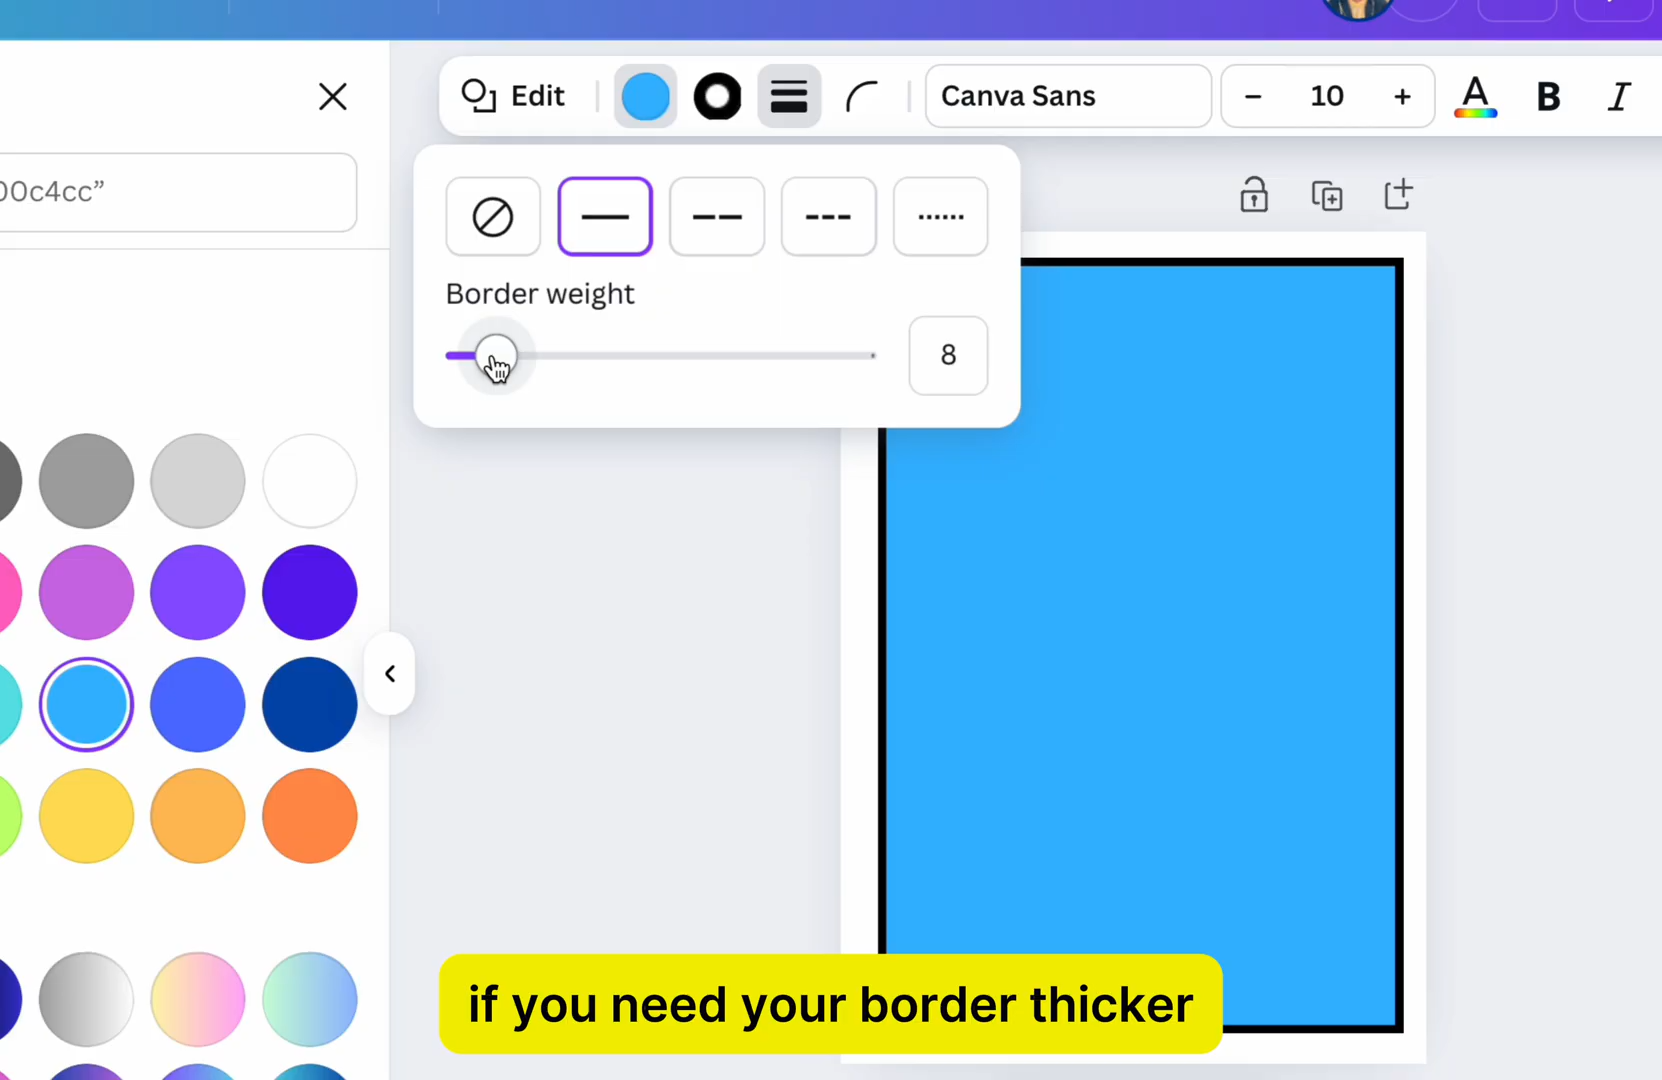 00c4cc”
Edit
Canva Sans
− 10 +
A B I
Border weight
8
if you need your border thicker